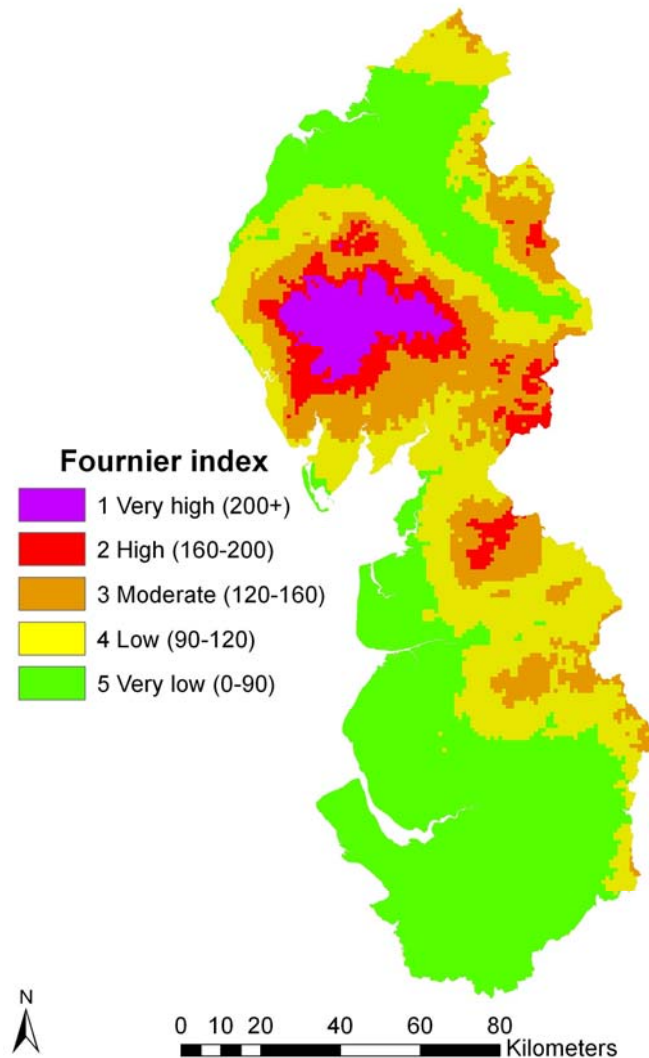 Fournier index
1 Very high (200+)
2 High (160-200)
3 Moderate (120-160)
4 Low (90-120)
5 Very low (0-90)
N
0 10 20 40 60 80
Kilometers